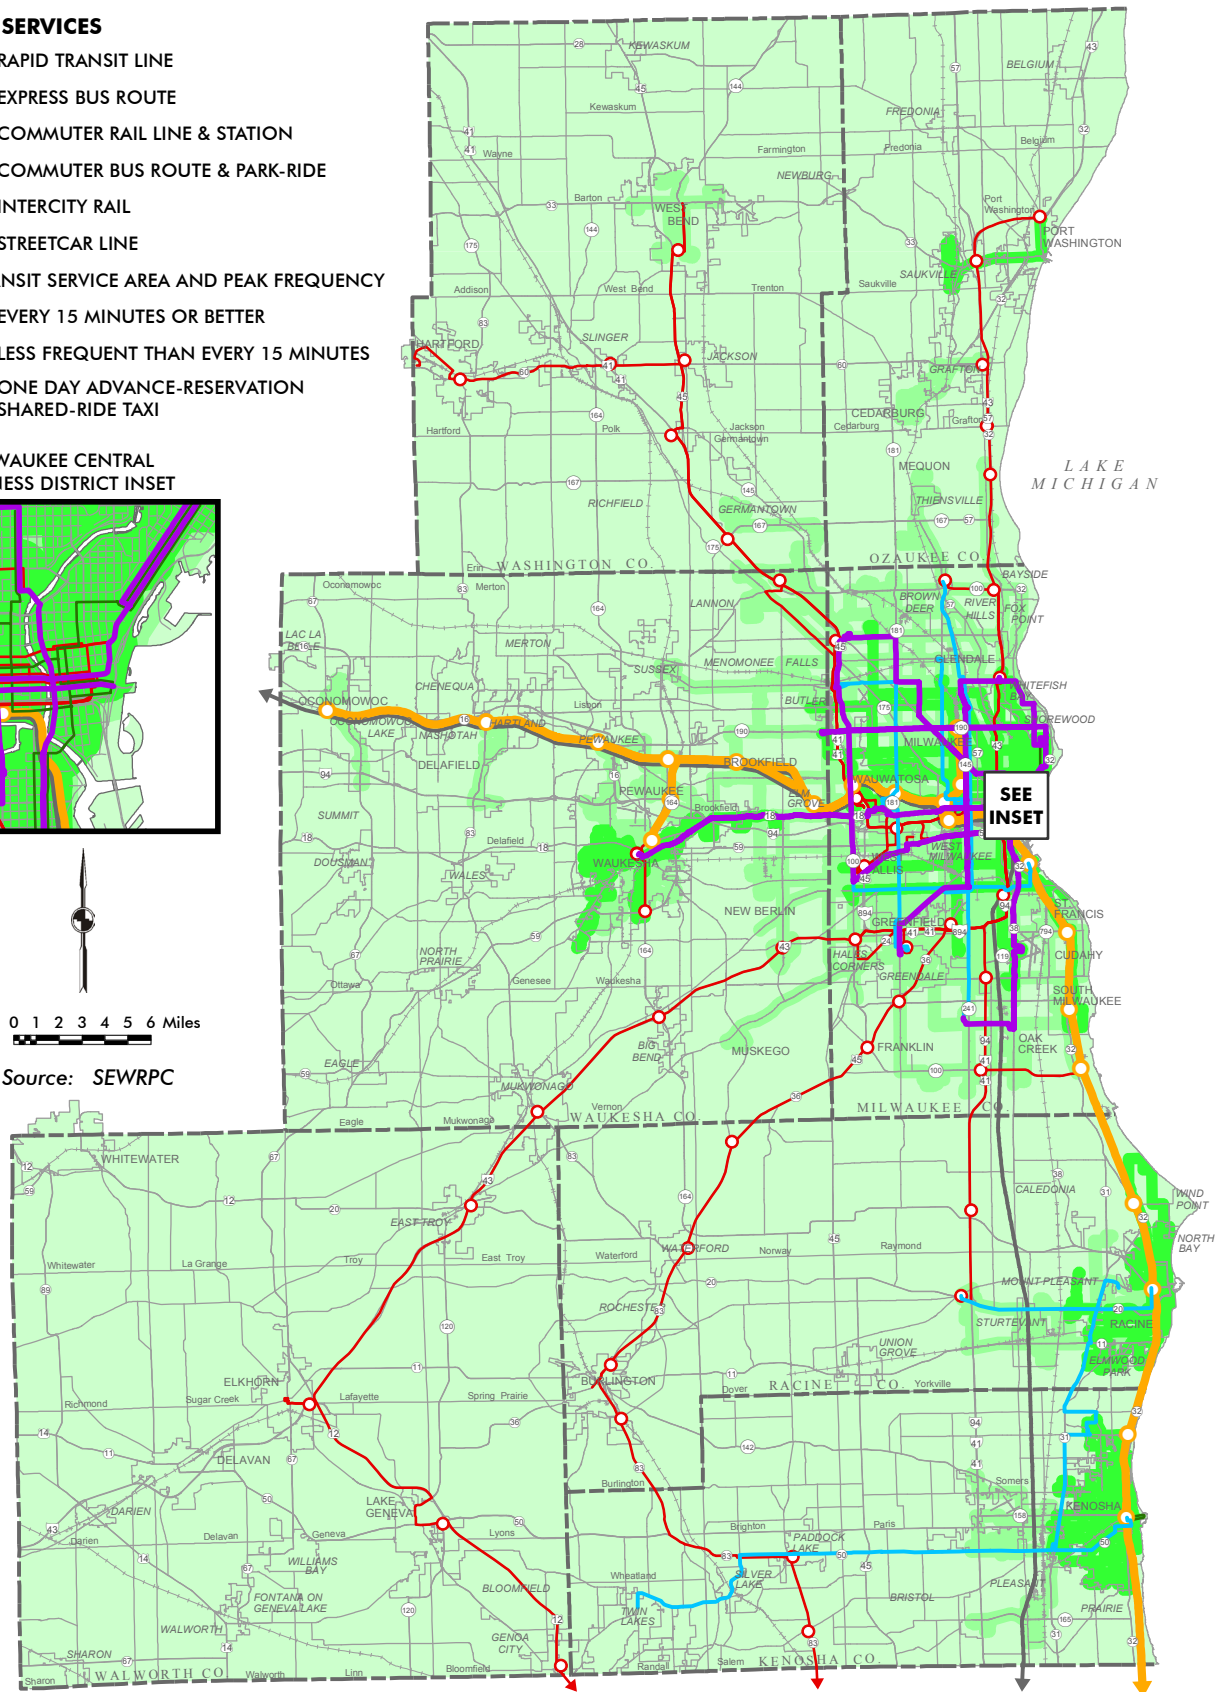 SERVICES
RAPID TRANSIT LINE
EXPRESS BUS ROUTE
COMMUTER RAIL LINE & STATION
COMMUTER BUS ROUTE & PARK-RIDE
INTERCITY RAIL
STREETCAR LINE
ANSIT SERVICE AREA AND PEAK FREQUENCY
EVERY 15 MINUTES OR BETTER
LESS FREQUENT THAN EVERY 15 MINUTES
ONE DAY ADVANCE-RESERVATION
SHARED-RIDE TAXI
WAUKEE CENTRAL
NESS DISTRICT INSET
0 1 2 3 4 5 6 Miles
Source: SEWRPC
KEWASKUM
Kewaskum
Wayne
Barton
WEST
BEND
Farmington
NEWBURG
FREDONIA
Fredonia
BELGIUM
Belgium
Port
Washington
PORT
WASHINGTON
SAUKVILLE
Saukville
Addison
West Bend
Trenton
HARTFORD
SLINGER
JACKSON
GRAFTON
Grafton
CEDARBURG
Cedarburg
Hartford
Polk
Jackson
Germantown
MEQUON
THIENSVILLE
LAKE
MICHIGAN
RICHFIELD
GERMANTOWN
Erin
WASHINGTON CO.
OZAUKEE CO.
Oconomowoc
Merton
LANNON
BROWN
DEER
BAYSIDE
RIVER
HILLS
FOX
POINT
LAC LA
BELLE
MERTON
SUSSEX
MENOMONEE FALLS
GLENDALE
CHENEQUA
BUTLER
WHITEFISH
BAY
OCONOMOWOC
OCONOMOWOC
LAKE
NASHOTAH
HARTLAND
Lisbon
PEWAUKEE
SHOREWOOD
MILWAUKEE
DELAFIELD
BROOKFIELD
PEWAUKEE
Brookfield
ELM
GROVE
WAUWATOSA
SEE
INSET
SUMMIT
DOUSMAN
Delafield
WALES
WAUKESHA
WEST
MILWAUKEE
WEST
ALLIS
NEW BERLIN
GREENFIELD
ST.
FRANCIS
CUDAHY
NORTH
PRAIRIE
Ottawa
Genesee
Waukesha
HALES
CORNERS
GREENDALE
SOUTH
MILWAUKEE
BIG
BEND
MUSKEGO
FRANKLIN
OAK
CREEK
EAGLE
MUKWONAGO
Eagle
Mukwonago
Vernon
WAUKESHA CO.
MILWAUKEE CO.
WHITEWATER
EAST TROY
East Troy
Troy
Whitewater
La Grange
Waterford
WATERFORD
Norway
Raymond
CALEDONIA
WIND
POINT
NORTH
BAY
ROCHESTER
MOUNT PLEASANT
STURTEVANT
RACINE
UNION
GROVE
ELMWOOD
PARK
ELKHORN
Sugar Creek
Lafayette
Spring Prairie
BURLINGTON
Dover
RACINE CO.
Yorkville
Richmond
DELAVAN
DARIEN
Darien
Delavan
Geneva
LAKE
GENEVA
Lyons
Burlington
Brighton
Paris
Somers
KENOSHA
WILLIAMS
BAY
FONTANA ON
GENEVA LAKE
WALWORTH
BLOOMFIELD
GENOA
CITY
Wheatland
TWIN
LAKES
SILVER
LAKE
PADDOCK
LAKE
BRISTOL
PLEASANT
PRAIRIE
SHARON
Sharon
WALWORTH CO.
Walworth
Linn
Bloomfield
Randall
Salem
KENOSHA CO.